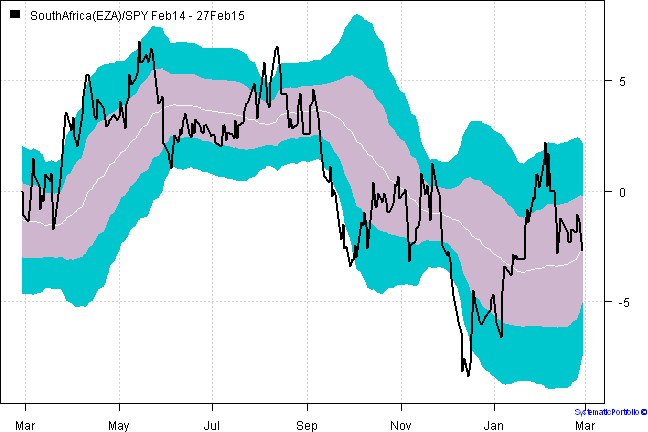 SouthAfrica(EZA)/SPY Feb14 - 27Feb15
5
0
-5
Mar May Jul Sep Nov Jan Mar
SystematicPortfolio ©